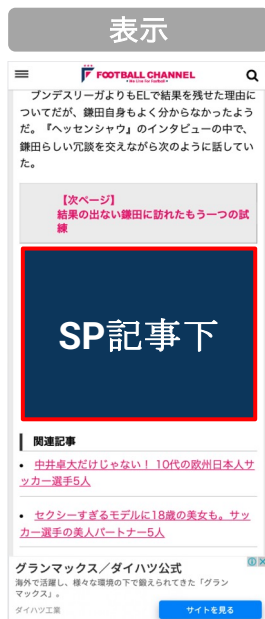 表示
FOOTBALL CHANNEL
We Live For Football
ブンデスリーガよりもELで結果を残せた理由に
ついてだが、鎌田自身もよく分からなかったよう
だ。『ヘッセンシャウ』のインタビューの中で、
鎌田らしい冗談を交えながら次のように話してい
た。
【次ページ】
結果の出ない鎌田に訪れたもう一つの試
練
SP記事下
関連記事
• 中井卓大だけじゃない！ 10代の欧州日本人サ
ッカー選手5人
• セクシーすぎるモデルに18歳の美女も。サッ
カー選手の美人パートナー5人
グランマックス／ダイハツ公式
海外で活躍し、様々な環境の下で鍛えられてきた「グラン
マックス」。
ダイハツ工業
サイトを見る